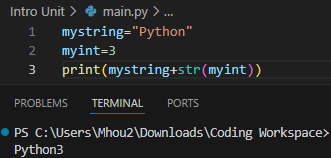 Intro Unit > main.py > ...
1 mystring="Python"
2 myint=3
3 print(mystring+str(myint))
PROBLEMS TERMINAL PORTS
PS C:\Users\Mhou2\Downloads\Coding Workspace>
Python3